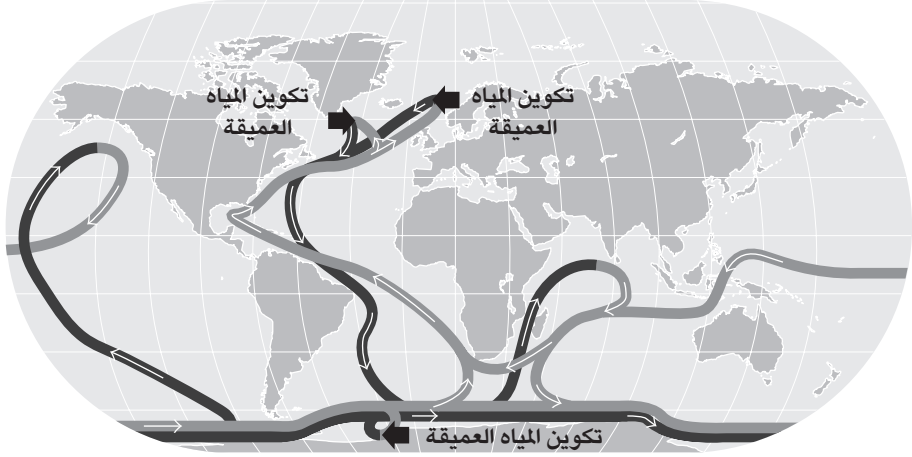 تكوين المياه
العميقة
تكوين المياه
العميقة
تكوين المياه العميقة